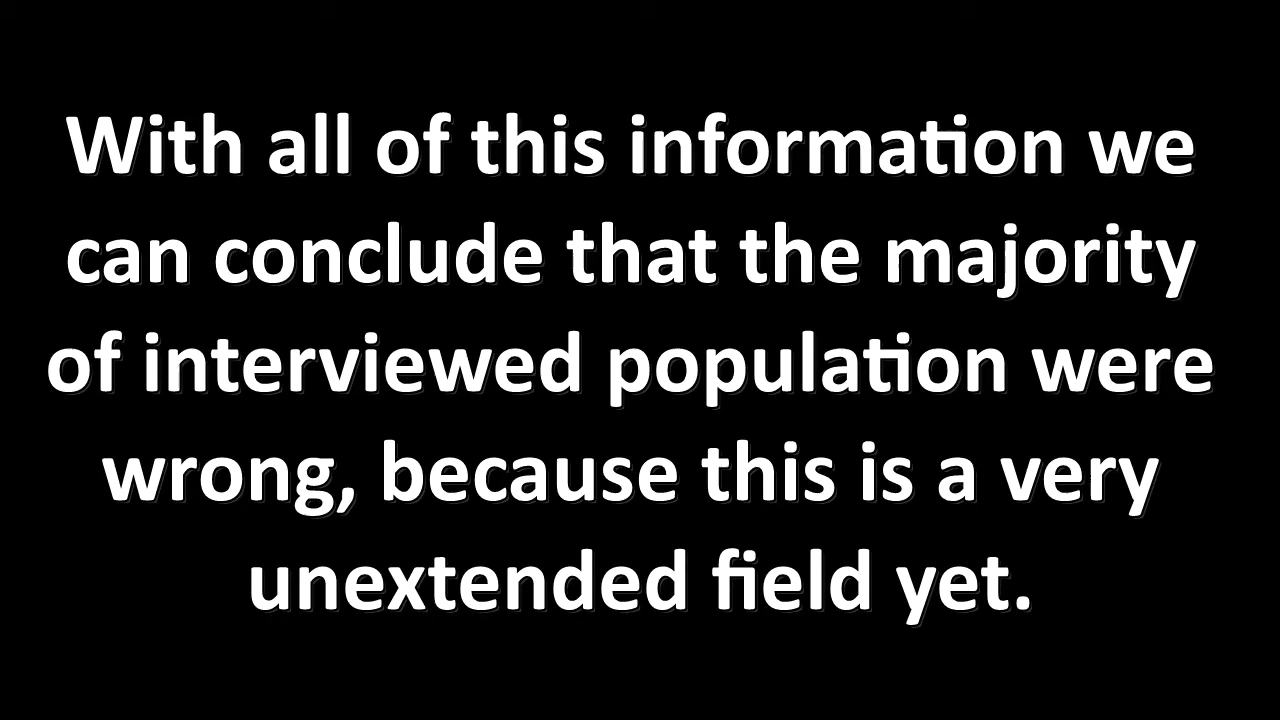 With all of this information we
can conclude that the majority
of interviewed population were
wrong, because this is a very
unextended field yet.